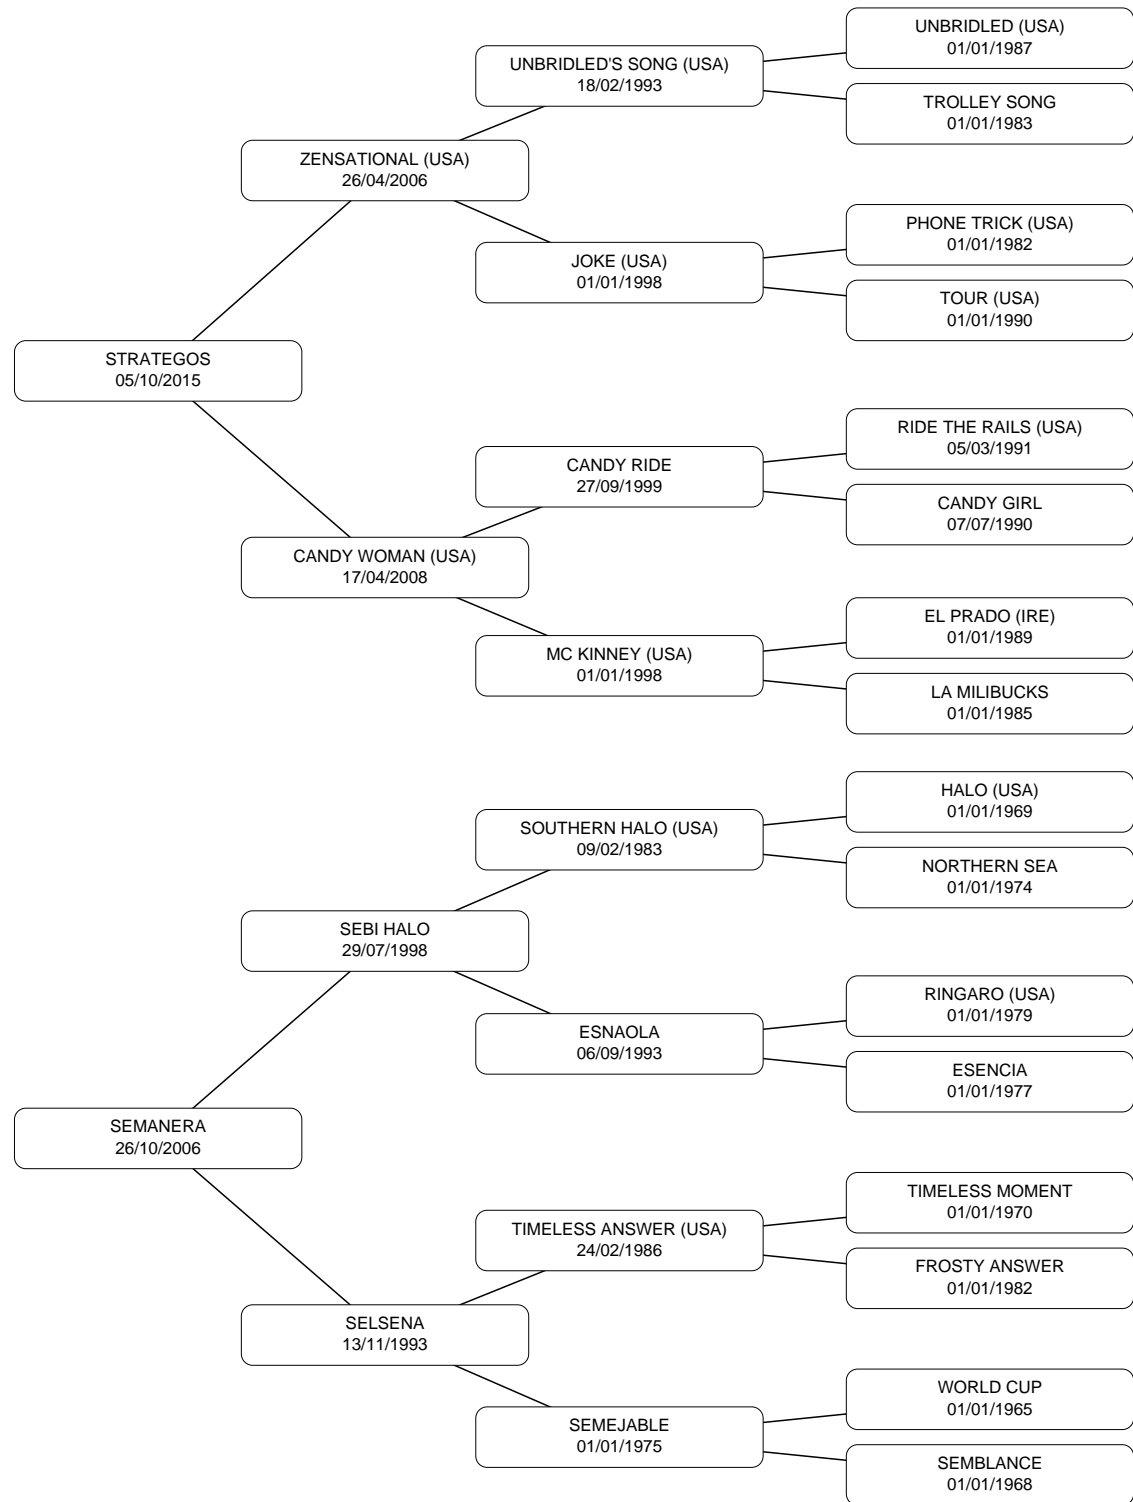 UNBRIDLED (USA)
01/01/1987
UNBRIDLED'S SONG (USA)
18/02/1993
TROLLEY SONG
01/01/1983
ZENSATIONAL (USA)
26/04/2006
PHONE TRICK (USA)
01/01/1982
JOKE (USA)
01/01/1998
TOUR (USA)
01/01/1990
STRATEGOS
05/10/2015
RIDE THE RAILS (USA)
05/03/1991
CANDY RIDE
27/09/1999
CANDY GIRL
07/07/1990
CANDY WOMAN (USA)
17/04/2008
EL PRADO (IRE)
01/01/1989
MC KINNEY (USA)
01/01/1998
LA MILIBUCKS
01/01/1985
HALO (USA)
01/01/1969
SOUTHERN HALO (USA)
09/02/1983
NORTHERN SEA
01/01/1974
SEBI HALO
29/07/1998
RINGARO (USA)
01/01/1979
ESNAOLA
06/09/1993
ESENCIA
01/01/1977
SEMANERA
26/10/2006
TIMELESS MOMENT
01/01/1970
TIMELESS ANSWER (USA)
24/02/1986
FROSTY ANSWER
01/01/1982
SELSENA
13/11/1993
WORLD CUP
01/01/1965
SEMEJABLE
01/01/1975
SEMBLANCE
01/01/1968